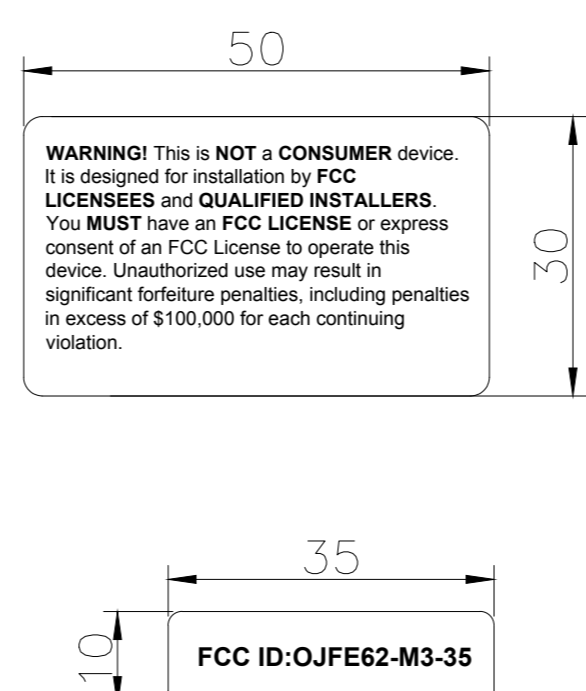 50
WARNING! This is NOT a CONSUMER device.
It is designed for installation by FCC
LICENSEES and QUALIFIED INSTALLERS.
You MUST have an FCC LICENSE or express
consent of an FCC License to operate this
device. Unauthorized use may result in
significant forfeiture penalties, including penalties
in excess of $100,000 for each continuing
violation.
30
35
10
FCC ID:OJFE62-M3-35